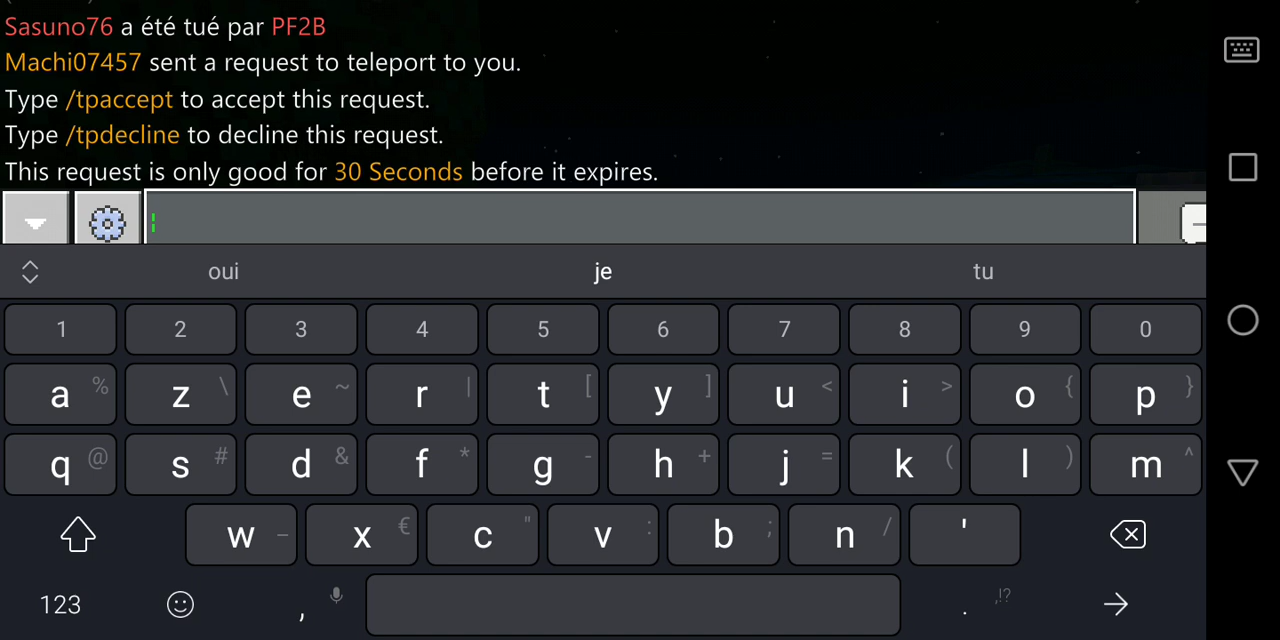 Sasuno76 a été tué par PF2B
Machi07457 sent a request to teleport to you.
Type /tpaccept to accept this request.
Type /tpdecline to decline this request.
This request is only good for 30 Seconds before it expires.
oui je tu
1 2 3 4 5 6 7 8 9 0
a % z \ e ~ r | t [ y ] u < i > o { p }
q @ s # d & f * g - h + j = k ( l ) m ^
w _ x € c " v : b ; n / '
123 , . ,!?